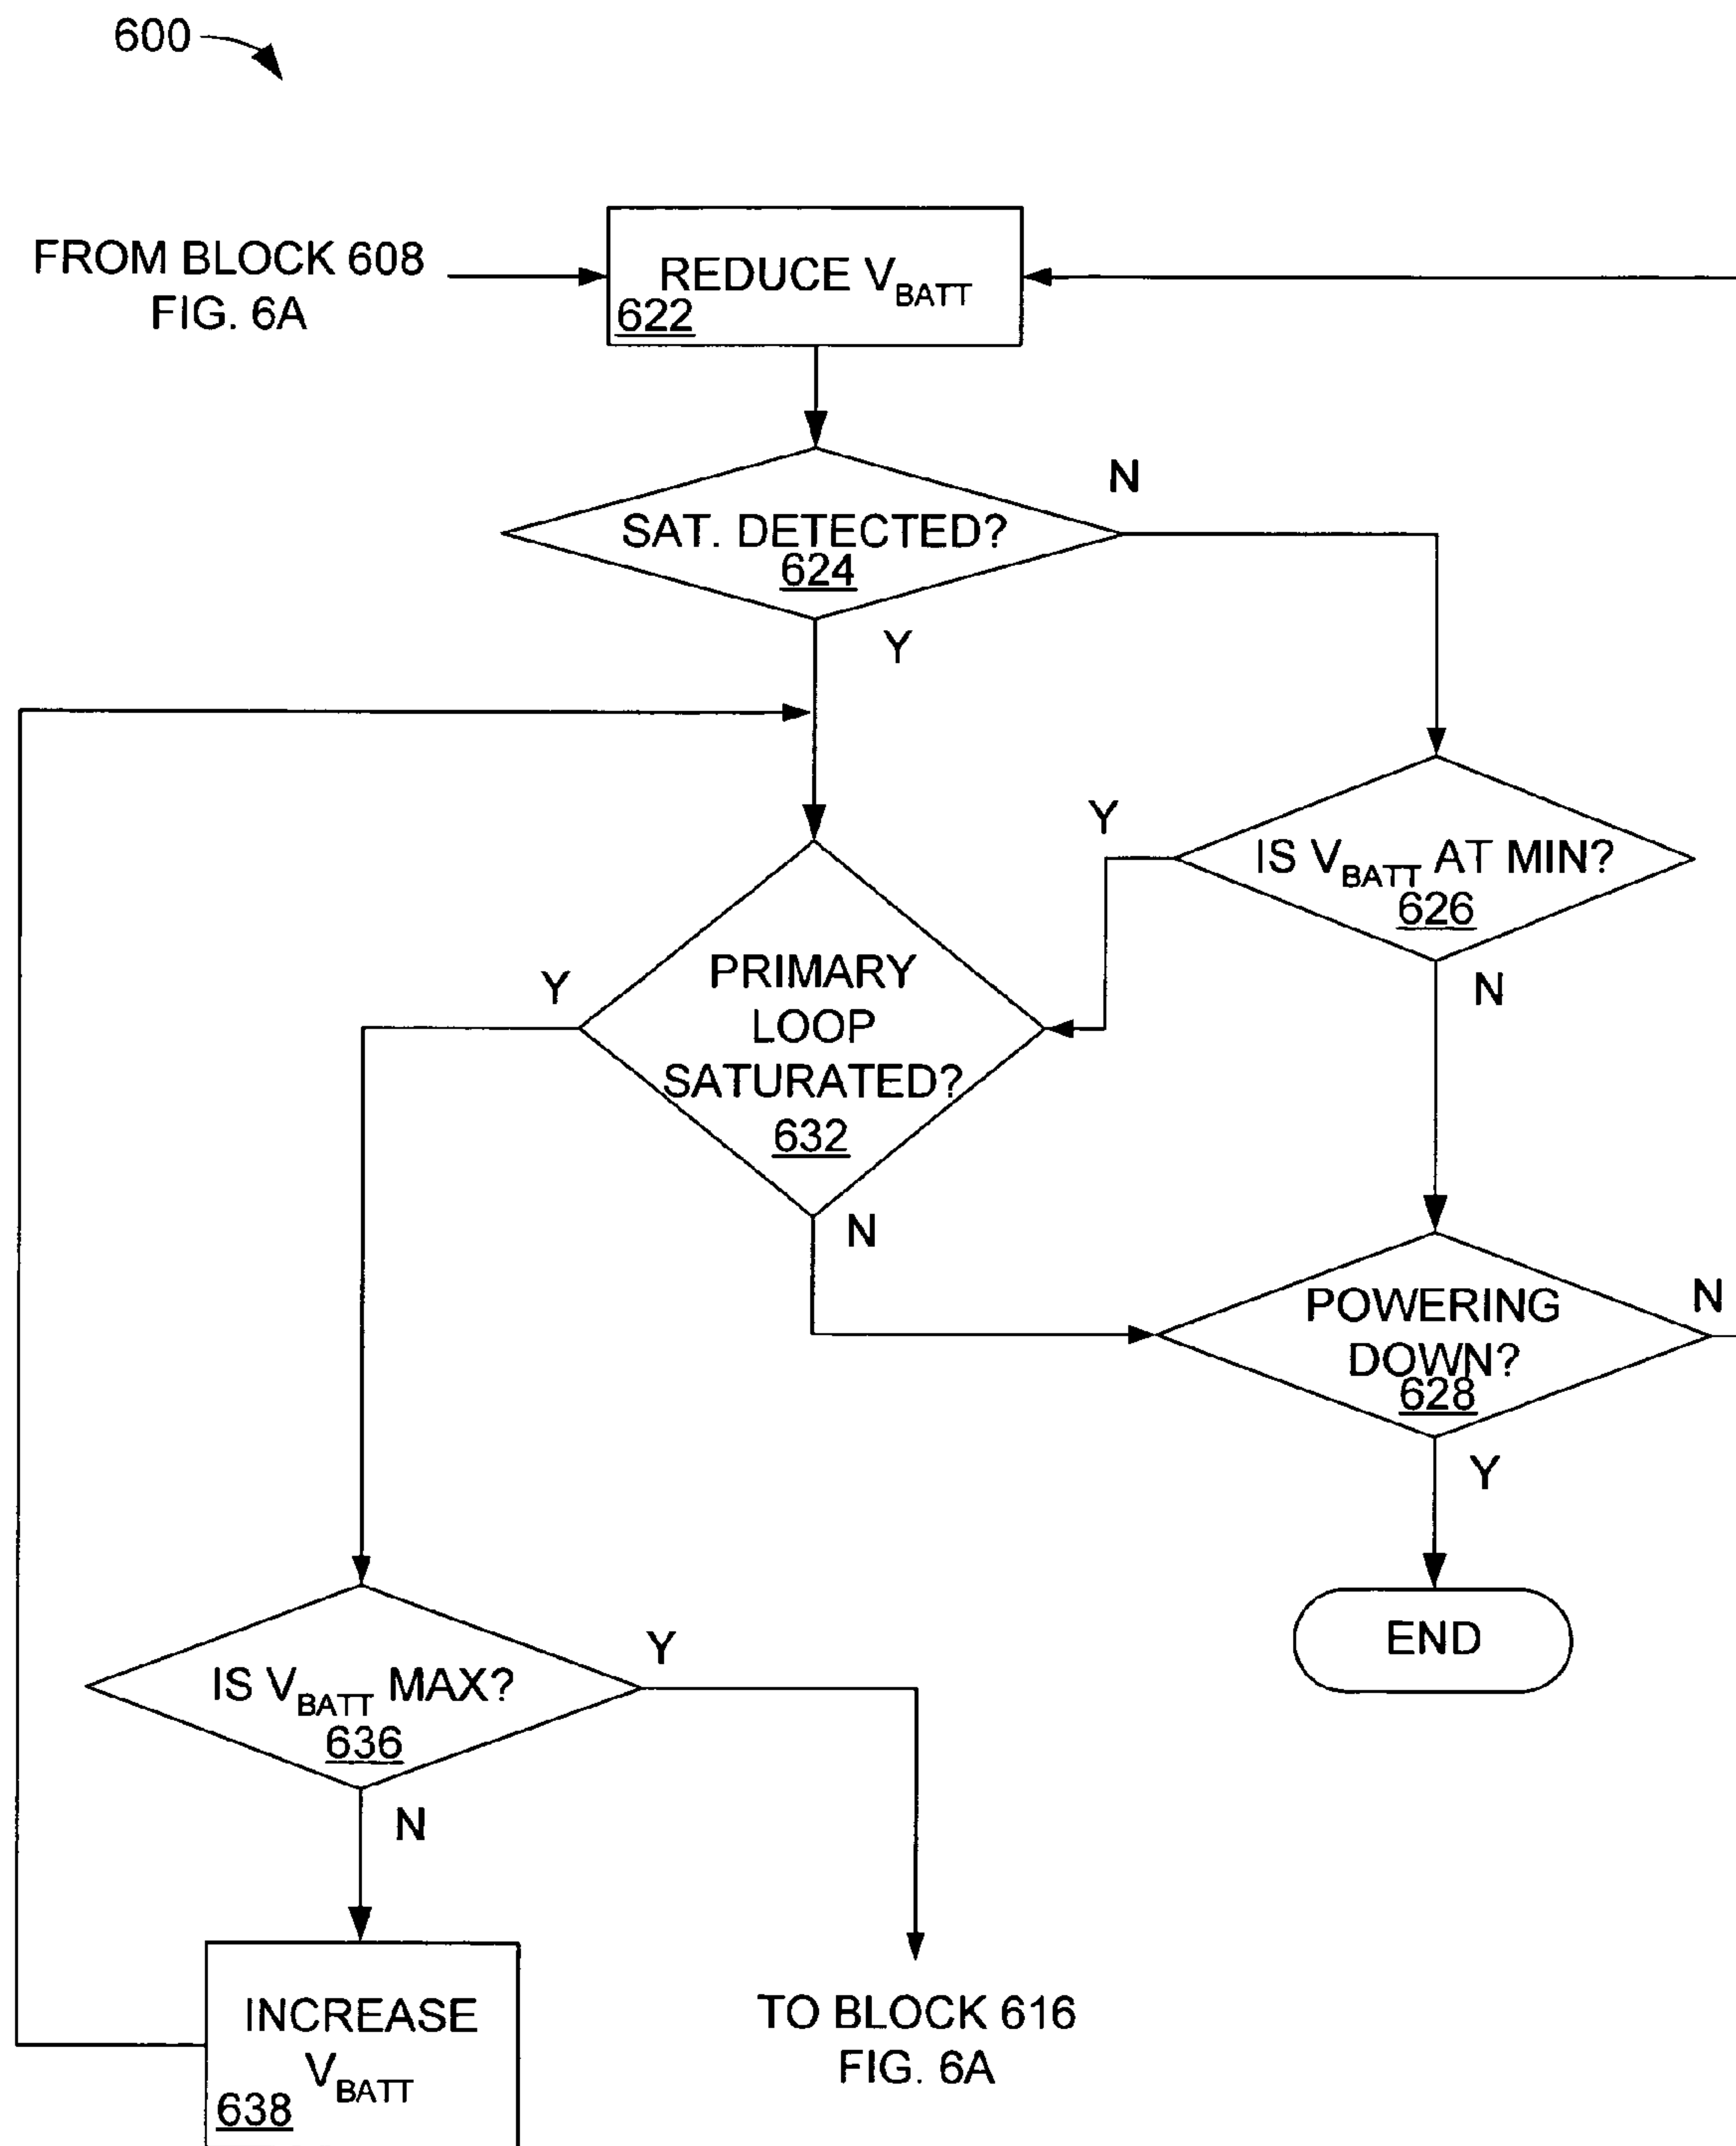 600
FROM BLOCK 608
FIG. 6A
REDUCE VBATT
622
N
SAT. DETECTED?
624
Y
Y
IS VBATT AT MIN?
626
N
Y
PRIMARY
LOOP
SATURATED?
632
N
POWERING
DOWN?
628
N
Y
END
IS VBATT MAX?
636
Y
N
INCREASE
VBATT
638
TO BLOCK 616
FIG. 6A